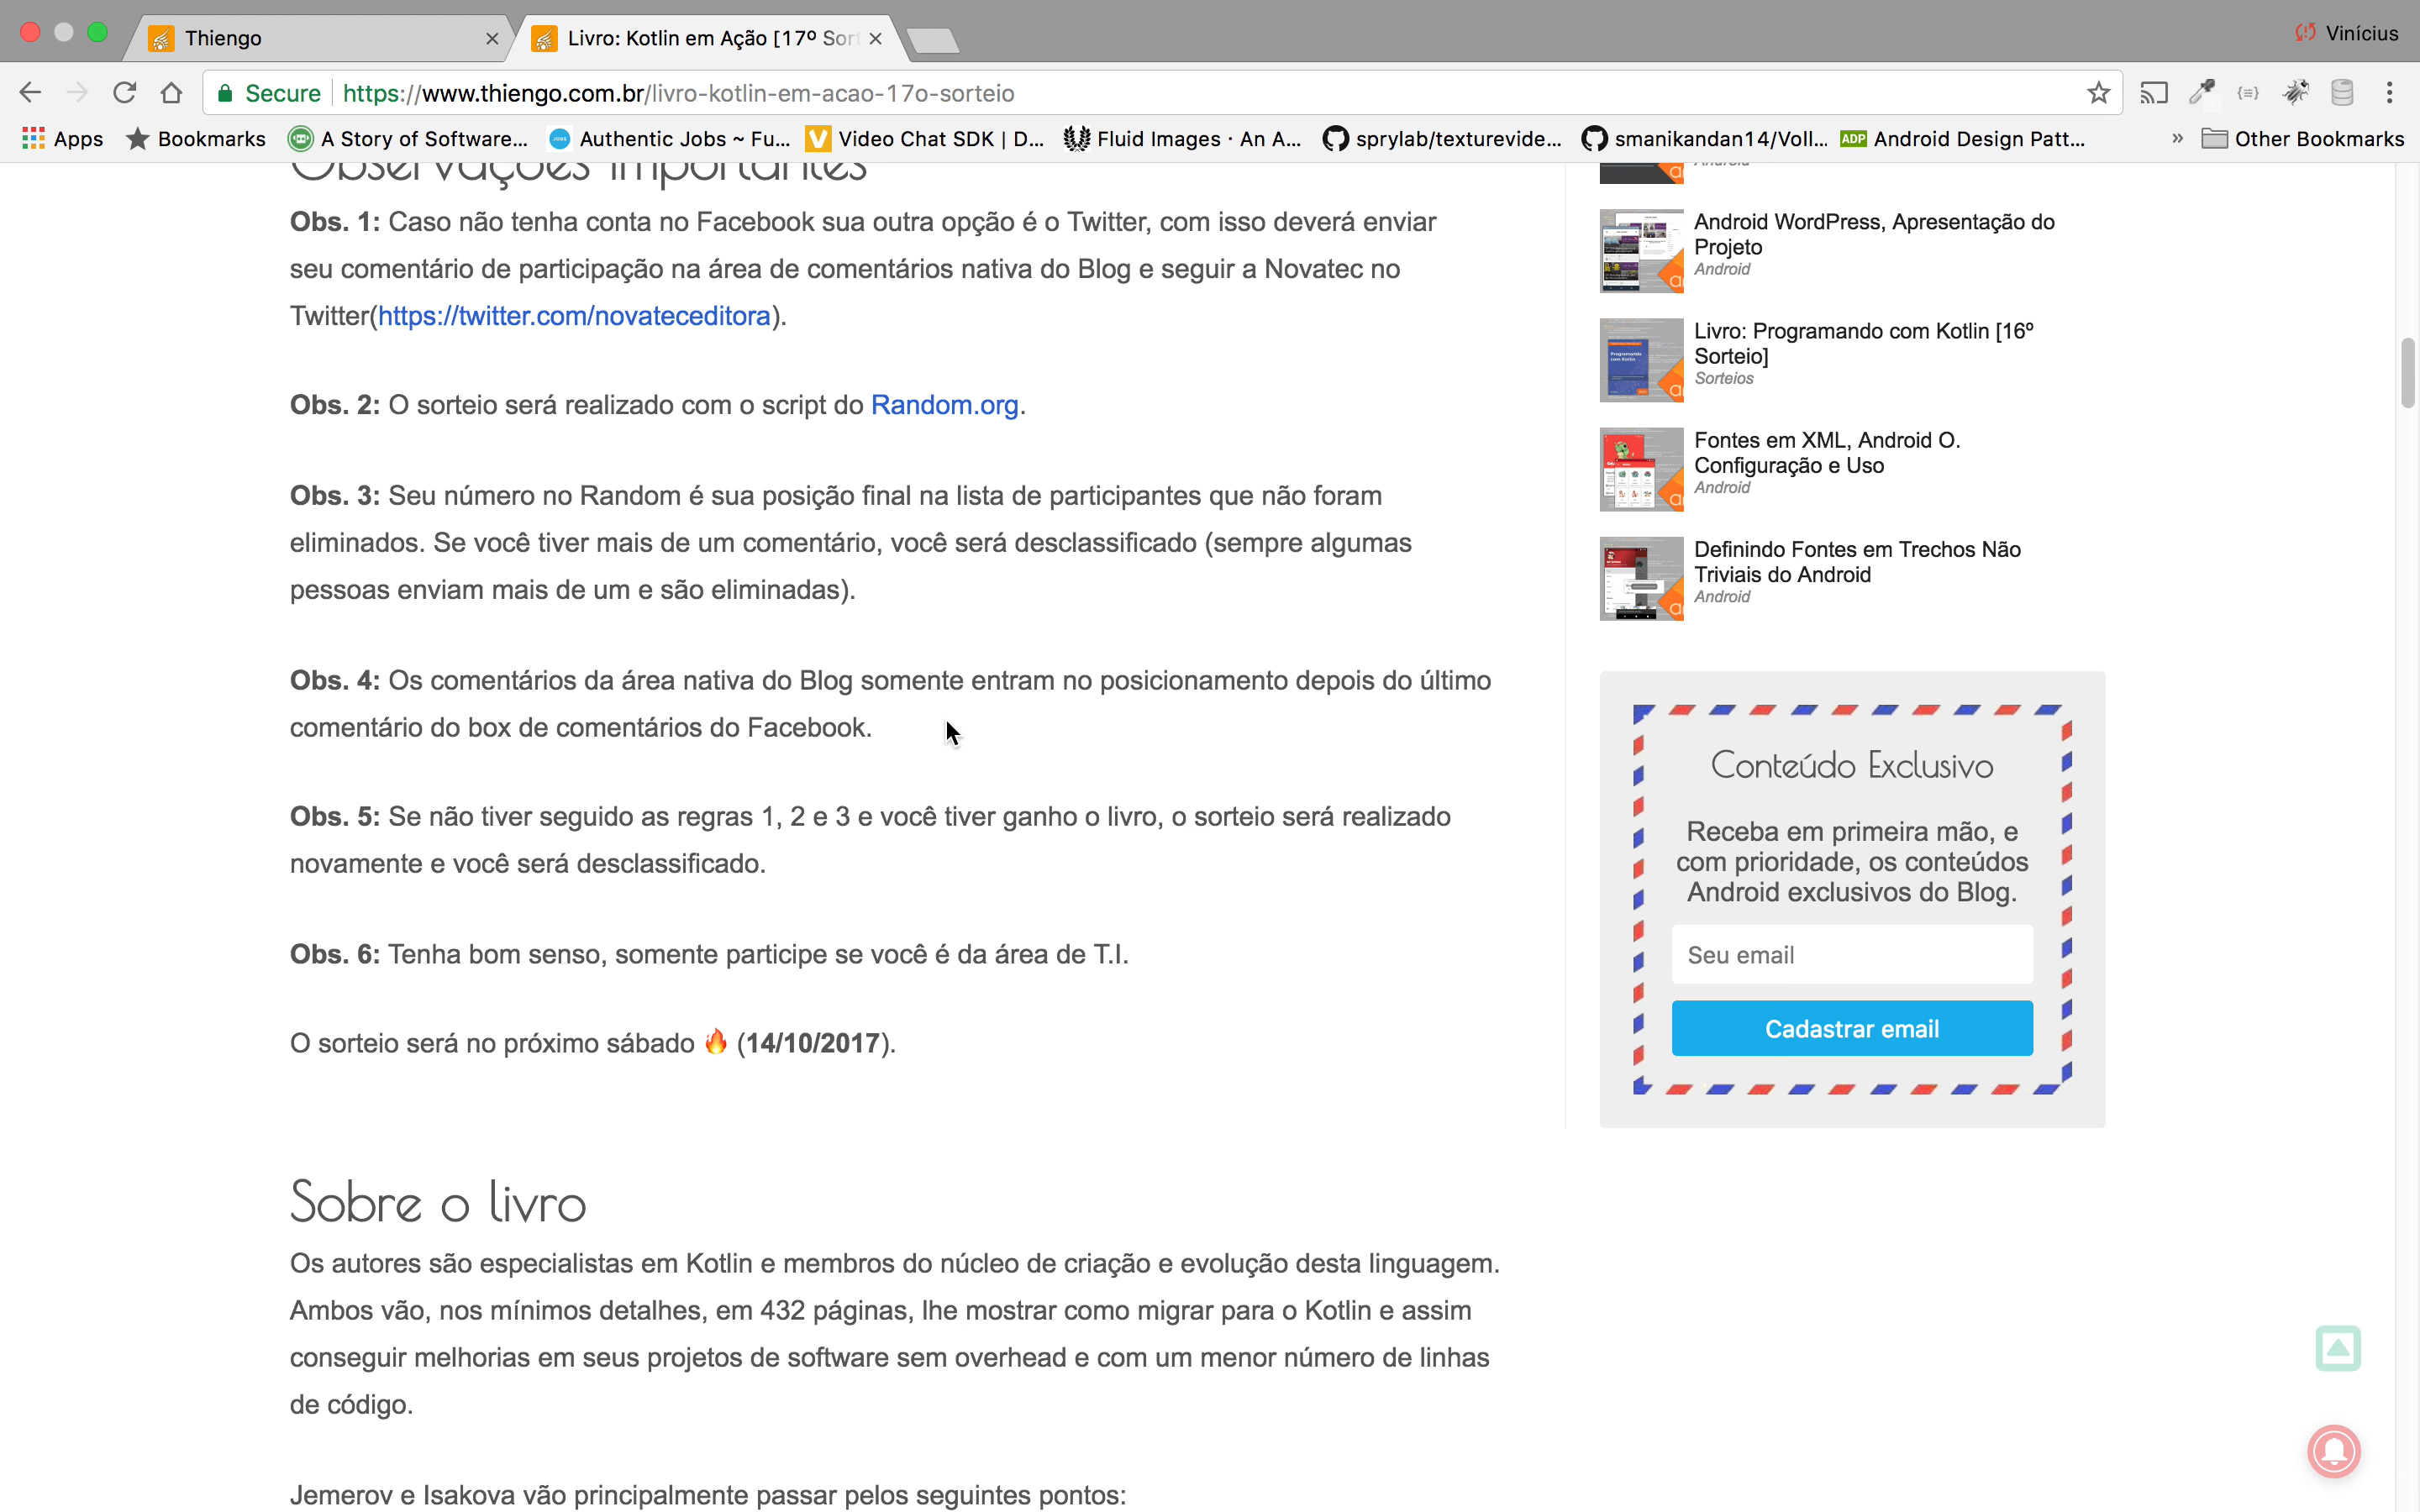 Thiengo
Livro: Kotlin em Ação [17º Sort
Vinícius
Secure
https://www.thiengo.com.br/livro-kotlin-em-acao-17o-sorteio
Apps
Bookmarks
A Story of Software...
Authentic Jobs ~ Fu...
Video Chat SDK | D...
Fluid Images · An A...
sprylab/texturevide...
smanikandan14/Voll...
ADP
Android Design Patt...
»
Other Bookmarks
Observações importantes
Obs. 1: Caso não tenha conta no Facebook sua outra opção é o Twitter, com isso deverá enviar
seu comentário de participação na área de comentários nativa do Blog e seguir a Novatec no
Twitter(https://twitter.com/novateceditora).
Obs. 2: O sorteio será realizado com o script do Random.org.
Obs. 3: Seu número no Random é sua posição final na lista de participantes que não foram
eliminados. Se você tiver mais de um comentário, você será desclassificado (sempre algumas
pessoas enviam mais de um e são eliminadas).
Obs. 4: Os comentários da área nativa do Blog somente entram no posicionamento depois do último
comentário do box de comentários do Facebook.
Obs. 5: Se não tiver seguido as regras 1, 2 e 3 e você tiver ganho o livro, o sorteio será realizado
novamente e você será desclassificado.
Obs. 6: Tenha bom senso, somente participe se você é da área de T.I.
O sorteio será no próximo sábado 🔥 (14/10/2017).
Sobre o livro
Os autores são especialistas em Kotlin e membros do núcleo de criação e evolução desta linguagem.
Ambos vão, nos mínimos detalhes, em 432 páginas, lhe mostrar como migrar para o Kotlin e assim
conseguir melhorias em seus projetos de software sem overhead e com um menor número de linhas
de código.
Jemerov e Isakova vão principalmente passar pelos seguintes pontos:
Android
Android WordPress, Apresentação do
Projeto
Android
Livro: Programando com Kotlin [16º
Sorteio]
Sorteios
Fontes em XML, Android O.
Configuração e Uso
Android
Definindo Fontes em Trechos Não
Triviais do Android
Android
Conteúdo Exclusivo
Receba em primeira mão, e
com prioridade, os conteúdos
Android exclusivos do Blog.
Seu email
Cadastrar email